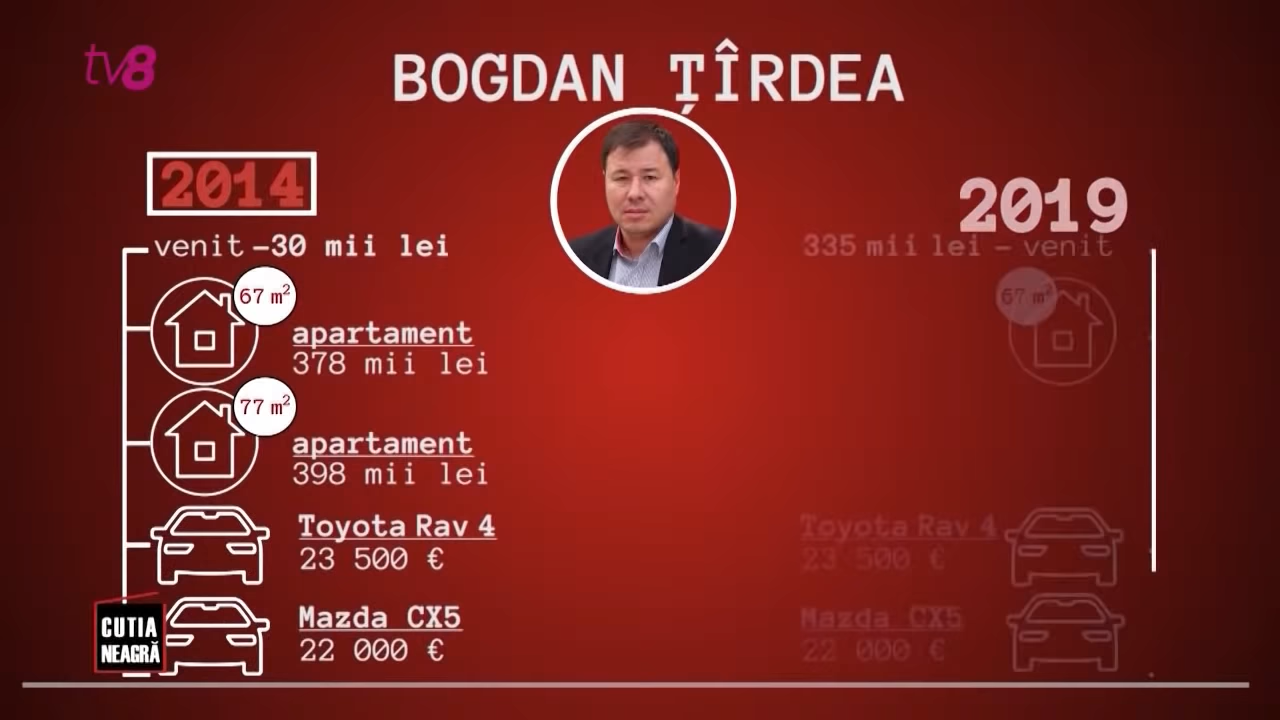 tv8
BOGDAN ȚÎRDEA
2014
venit -30 mii lei
67 m²
apartament
378 mii lei
77 m²
apartament
398 mii lei
Toyota Rav 4
23 500 €
Mazda CX5
22 000 €
2019
335 mii lei - venit
67 m²
Toyota Rav 4
23 500 €
Mazda CX5
22 000 €
CUTIA
NEAGRĂ